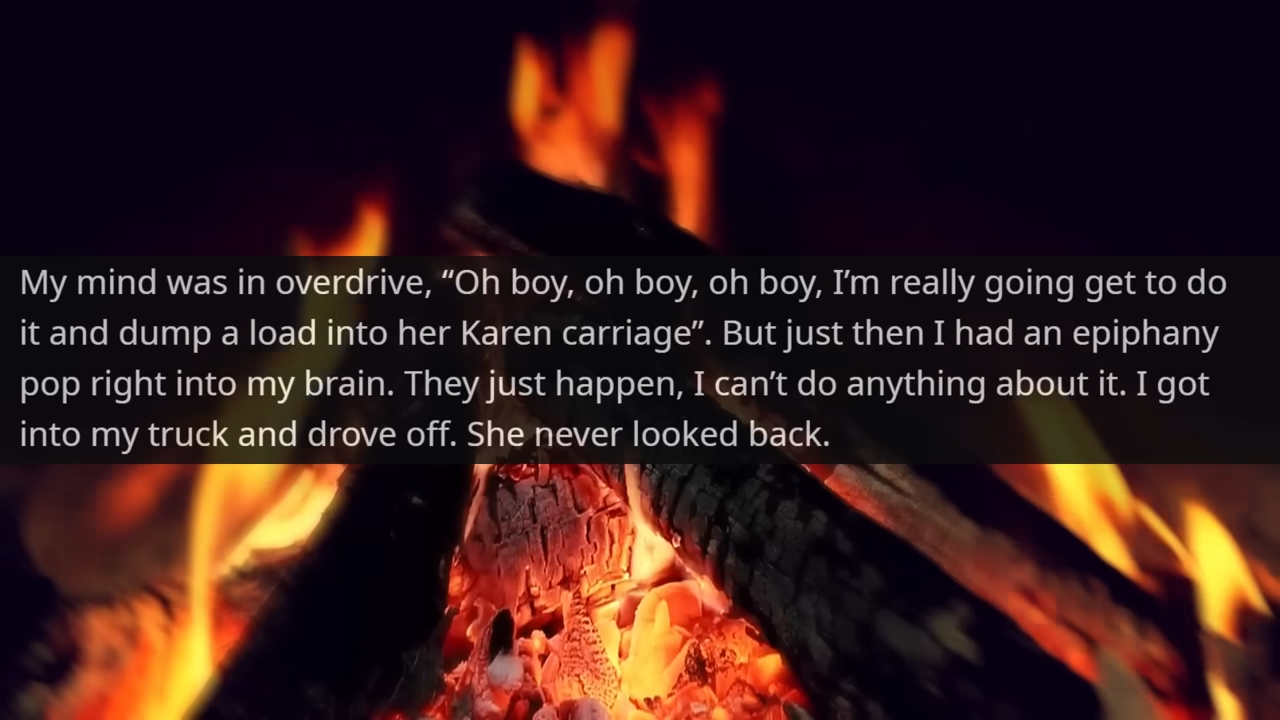 My mind was in overdrive, “Oh boy, oh boy, oh boy, I’m really going get to do
it and dump a load into her Karen carriage”. But just then I had an epiphany
pop right into my brain. They just happen, I can’t do anything about it. I got
into my truck and drove off. She never looked back.